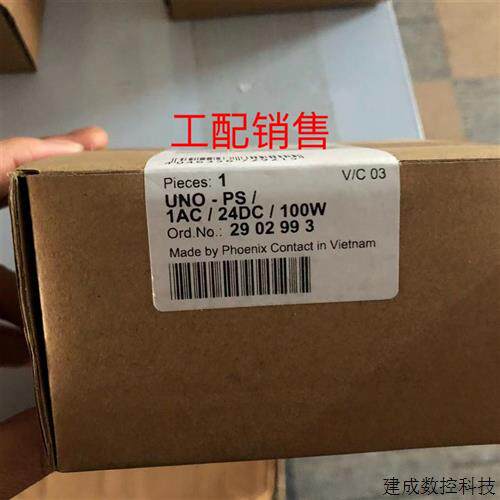 工配销售
Pieces: 1
V/C 03
UNO - PS /
1AC / 24DC / 100W
Ord.No.: 29 02 99 3
Made by Phoenix Contact in Vietnam
建成数控科技